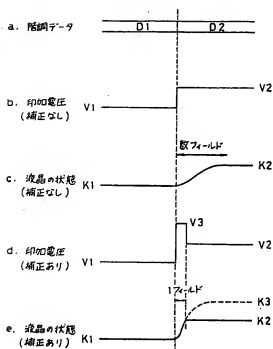 a. 階調データ D1 D2
b. 印加電圧 V1 V2
(補正なし)
数フィールド
c. 液晶の状態 K1 K2
(補正なし)
V3
d. 印加電圧 V1 V2
(補正あり)
1フィールド
K3
e. 液晶の状態 K1 K2
(補正あり)